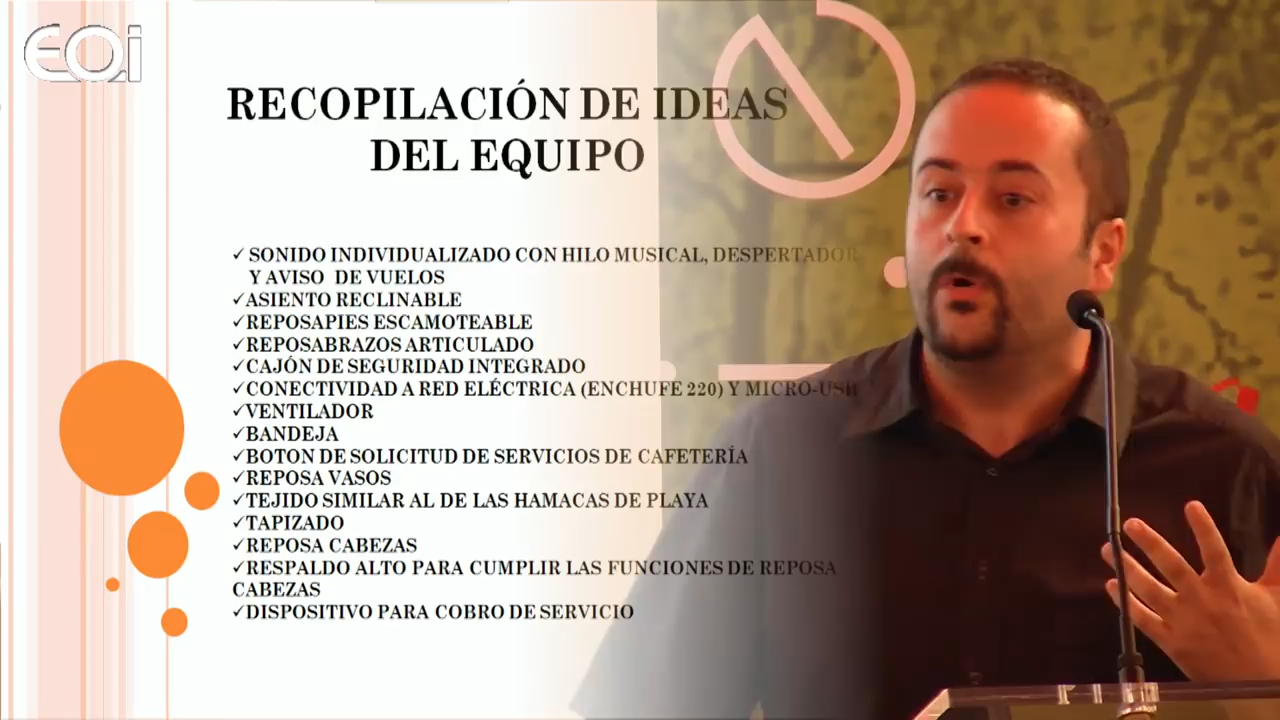 EOi
RECOPILACIÓN DE IDEAS
DEL EQUIPO
✓ SONIDO INDIVIDUALIZADO CON HILO MUSICAL, DESPERTADOR
Y AVISO DE VUELOS
✓ASIENTO RECLINABLE
✓REPOSAPIES ESCAMOTEABLE
✓REPOSABRAZOS ARTICULADO
✓CAJÓN DE SEGURIDAD INTEGRADO
✓CONECTIVIDAD A RED ELÉCTRICA (ENCHUFE 220) Y MICRO-USB
✓VENTILADOR
✓BANDEJA
✓BOTON DE SOLICITUD DE SERVICIOS DE CAFETERÍA
✓REPOSA VASOS
✓TEJIDO SIMILAR AL DE LAS HAMACAS DE PLAYA
✓TAPIZADO
✓REPOSA CABEZAS
✓RESPALDO ALTO PARA CUMPLIR LAS FUNCIONES DE REPOSA
CABEZAS
✓DISPOSITIVO PARA COBRO DE SERVICIO